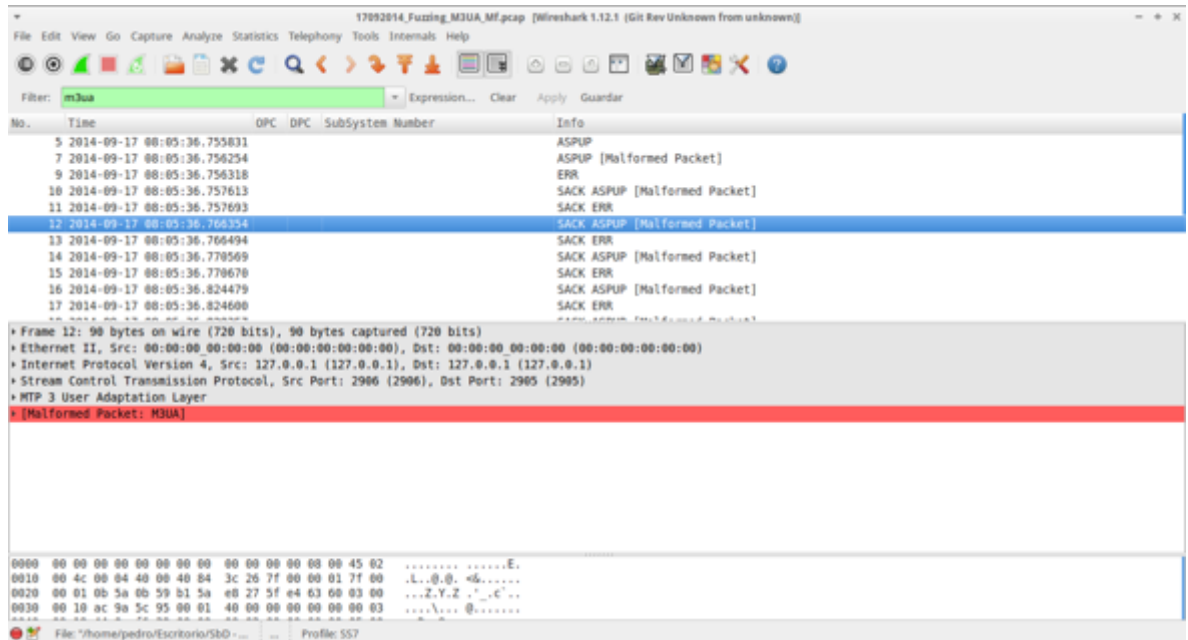 17092014_Fuzzing_M3UA_Mf.pcap [Wireshark 1.12.1 (Git Rev Unknown from unknown)]
File Edit View Go Capture Analyze Statistics Telephony Tools Internals Help
Filter: m3ua Expression... Clear Apply Guardar
No. Time OPC DPC SubSystem Number Info
5 2014-09-17 08:05:36.755831 ASPUP
7 2014-09-17 08:05:36.756254 ASPUP [Malformed Packet]
9 2014-09-17 08:05:36.756318 ERR
10 2014-09-17 08:05:36.757613 SACK ASPUP [Malformed Packet]
11 2014-09-17 08:05:36.757693 SACK ERR
12 2014-09-17 08:05:36.766354 SACK ASPUP [Malformed Packet]
13 2014-09-17 08:05:36.766494 SACK ERR
14 2014-09-17 08:05:36.770569 SACK ASPUP [Malformed Packet]
15 2014-09-17 08:05:36.770670 SACK ERR
16 2014-09-17 08:05:36.824479 SACK ASPUP [Malformed Packet]
17 2014-09-17 08:05:36.824600 SACK ERR
Frame 12: 90 bytes on wire (720 bits), 90 bytes captured (720 bits)
Ethernet II, Src: 00:00:00_00:00:00 (00:00:00:00:00:00), Dst: 00:00:00_00:00:00 (00:00:00:00:00:00)
Internet Protocol Version 4, Src: 127.0.0.1 (127.0.0.1), Dst: 127.0.0.1 (127.0.0.1)
Stream Control Transmission Protocol, Src Port: 2906 (2906), Dst Port: 2905 (2905)
MTP 3 User Adaptation Layer
[Malformed Packet: M3UA]
0000 00 00 00 00 00 00 00 00 00 00 00 00 08 00 45 02 ........ ......E.
0010 00 4c 00 04 40 00 40 84 3c 26 7f 00 00 01 7f 00 .L..@.@. <&......
0020 00 01 0b 5a 0b 59 b1 5a e8 27 5f e4 63 60 03 00 ...Z.Y.Z .'_.c`..
0030 00 10 ac 9a 5c 95 00 01 40 00 00 00 00 00 00 03 ....\... @.......
File: "/home/pedro/Escritorio/SbD -... ... Profile: SS7